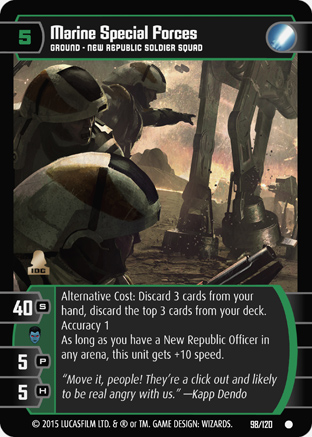 5 Marine Special Forces
GROUND - NEW REPUBLIC SOLDIER SQUAD
IDC
40 S
5 P
5 H
Alternative Cost: Discard 3 cards from your
hand, discard the top 3 cards from your deck.
Accuracy 1
As long as you have a New Republic Officer in
any arena, this unit gets +10 speed.
“Move it, people! They’re a click out and likely
to be real angry with us.” —Kapp Dendo
© 2015 LUCASFILM LTD. & ® or TM. GAME DESIGN: WIZARDS. 98/120